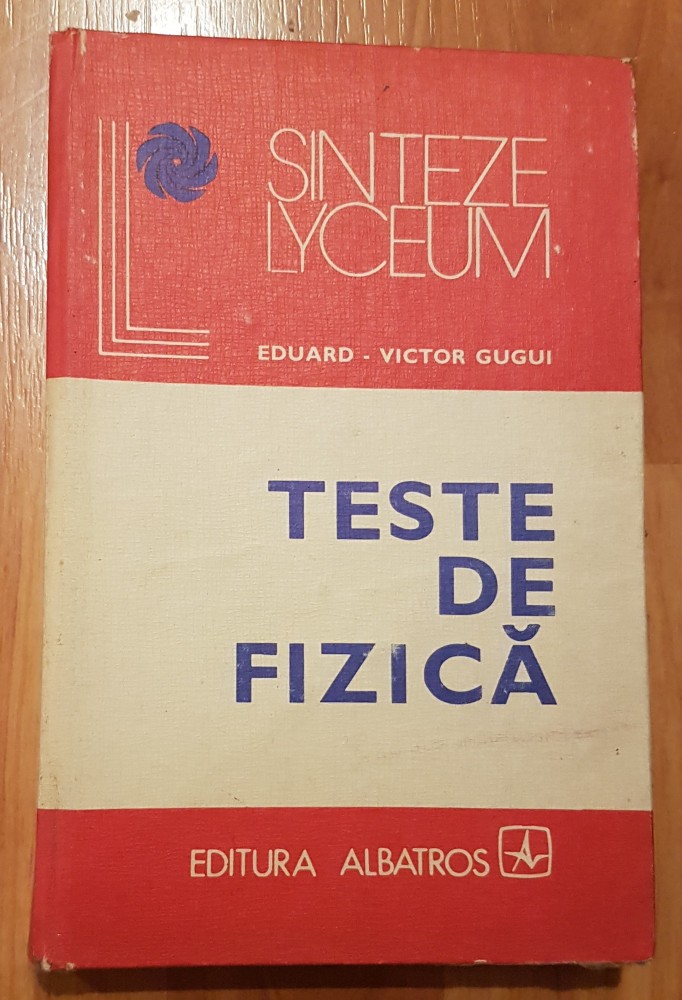 SINTEZE
LYCEUM
EDUARD - VICTOR GUGUI
TESTE
DE
FIZICĂ
EDITURA ALBATROS